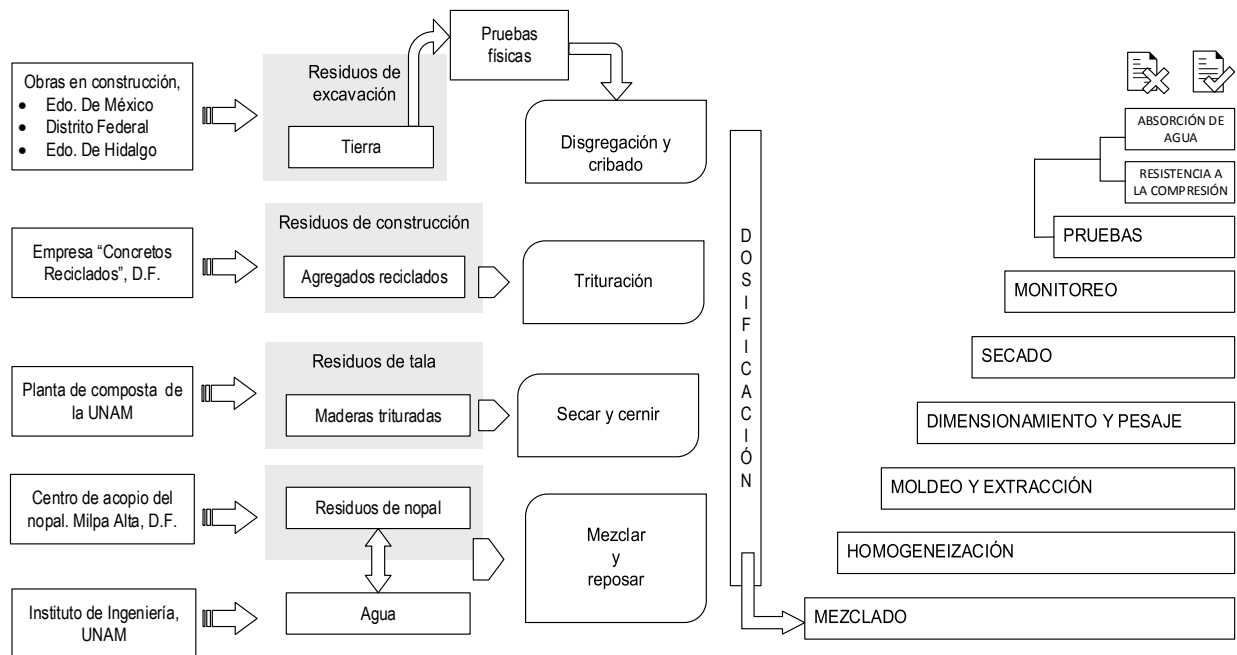 Obras en construcción,
• Edo. De México
• Distrito Federal
• Edo. De Hidalgo
Residuos de
excavación
Tierra
Pruebas
físicas
Disgregación y
cribado
Empresa “Concretos
Reciclados”, D.F.
Residuos de construcción
Agregados reciclados
Trituración
Planta de composta de
la UNAM
Residuos de tala
Maderas trituradas
Secar y cernir
Centro de acopio del
nopal. Milpa Alta, D.F.
Residuos de nopal
Mezclar
y
reposar
Instituto de Ingeniería,
UNAM
Agua
D
O
S
I
F
I
C
A
C
I
Ó
N
ABSORCIÓN DE
AGUA
RESISTENCIA A
LA COMPRESIÓN
PRUEBAS
MONITOREO
SECADO
DIMENSIONAMIENTO Y PESAJE
MOLDEO Y EXTRACCIÓN
HOMOGENEIZACIÓN
MEZCLADO